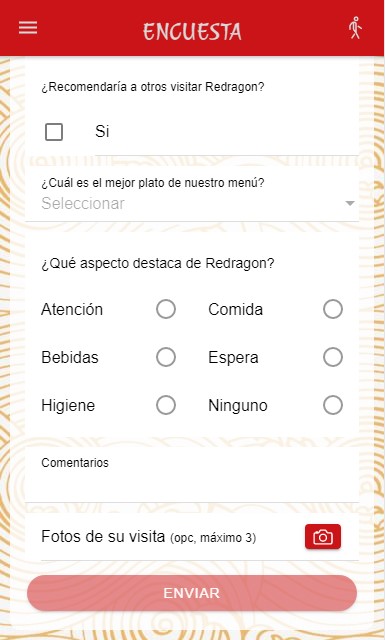 ENCUESTA
¿Recomendaría a otros visitar Redragon?
Si
¿Cuál es el mejor plato de nuestro menú?
Seleccionar
¿Qué aspecto destaca de Redragon?
Atención Comida
Bebidas Espera
Higiene Ninguno
Comentarios
Fotos de su visita (opc, máximo 3)
ENVIAR